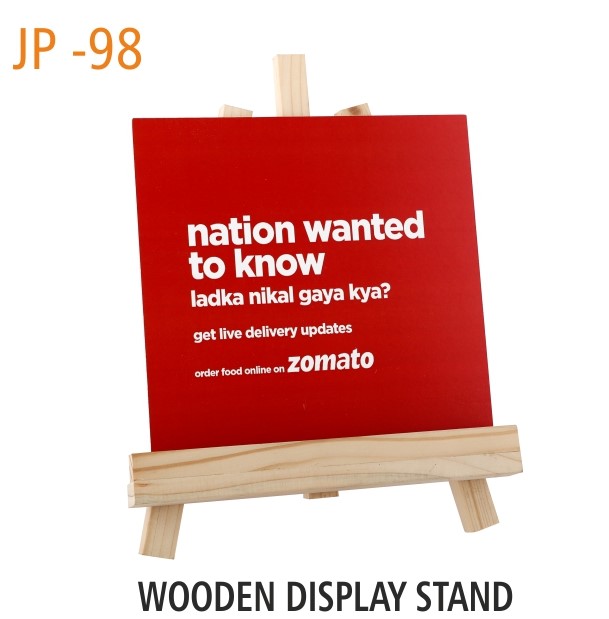 JP -98
nation wanted
to know
ladka nikal gaya kya?
get live delivery updates
order food online on zomato
WOODEN DISPLAY STAND